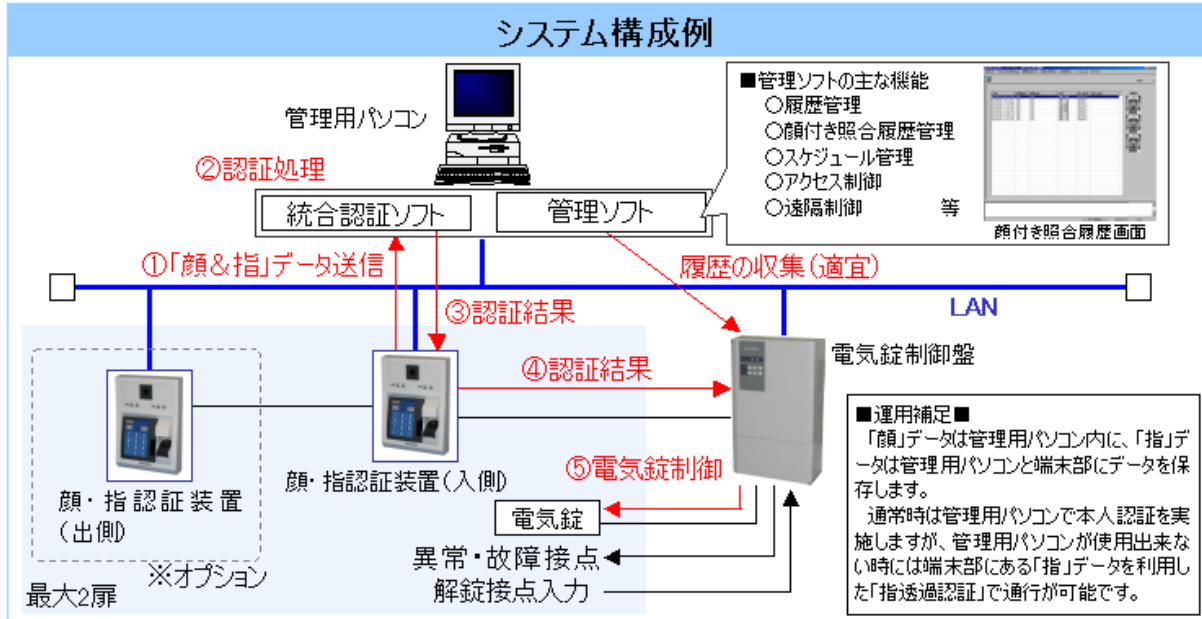 システム構成例
管理用パソコン
②認証処理
統合認証ソフト
管理ソフト
■管理ソフトの主な機能
○履歴管理
○顔付き照合履歴管理
○スケジュール管理
○アクセス制御
○遠隔制御 等
顔付き照合履歴画面
①「顔＆指」データ送信
履歴の収集(適宜)
③認証結果
LAN
④認証結果
電気錠制御盤
顔・指認証装置(入側)
⑤電気錠制御
顔・指認証装置
(出側)
※オプション
最大2扉
電気錠
異常・故障接点
解錠接点入力
■運用補足■
「顔」データは管理用パソコン内に、「指」デ
ータは管理用パソコンと端末部にデータを保
存します。
通常時は管理用パソコンで本人認証を実
施しますが、管理用パソコンが使用出来な
い時には端末部にある「指」データを利用し
た「指透過認証」で通行が可能です。